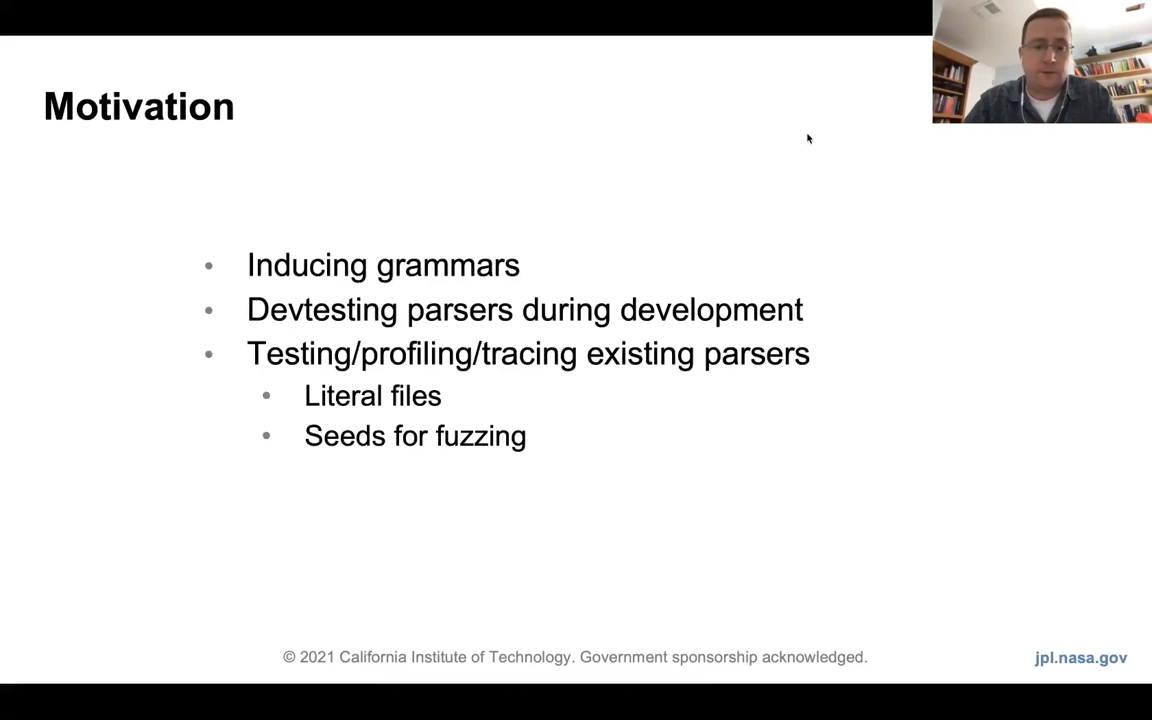 Motivation
• Inducing grammars
• Devtesting parsers during development
• Testing/profiling/tracing existing parsers
• Literal files
• Seeds for fuzzing
© 2021 California Institute of Technology. Government sponsorship acknowledged.
jpl.nasa.gov